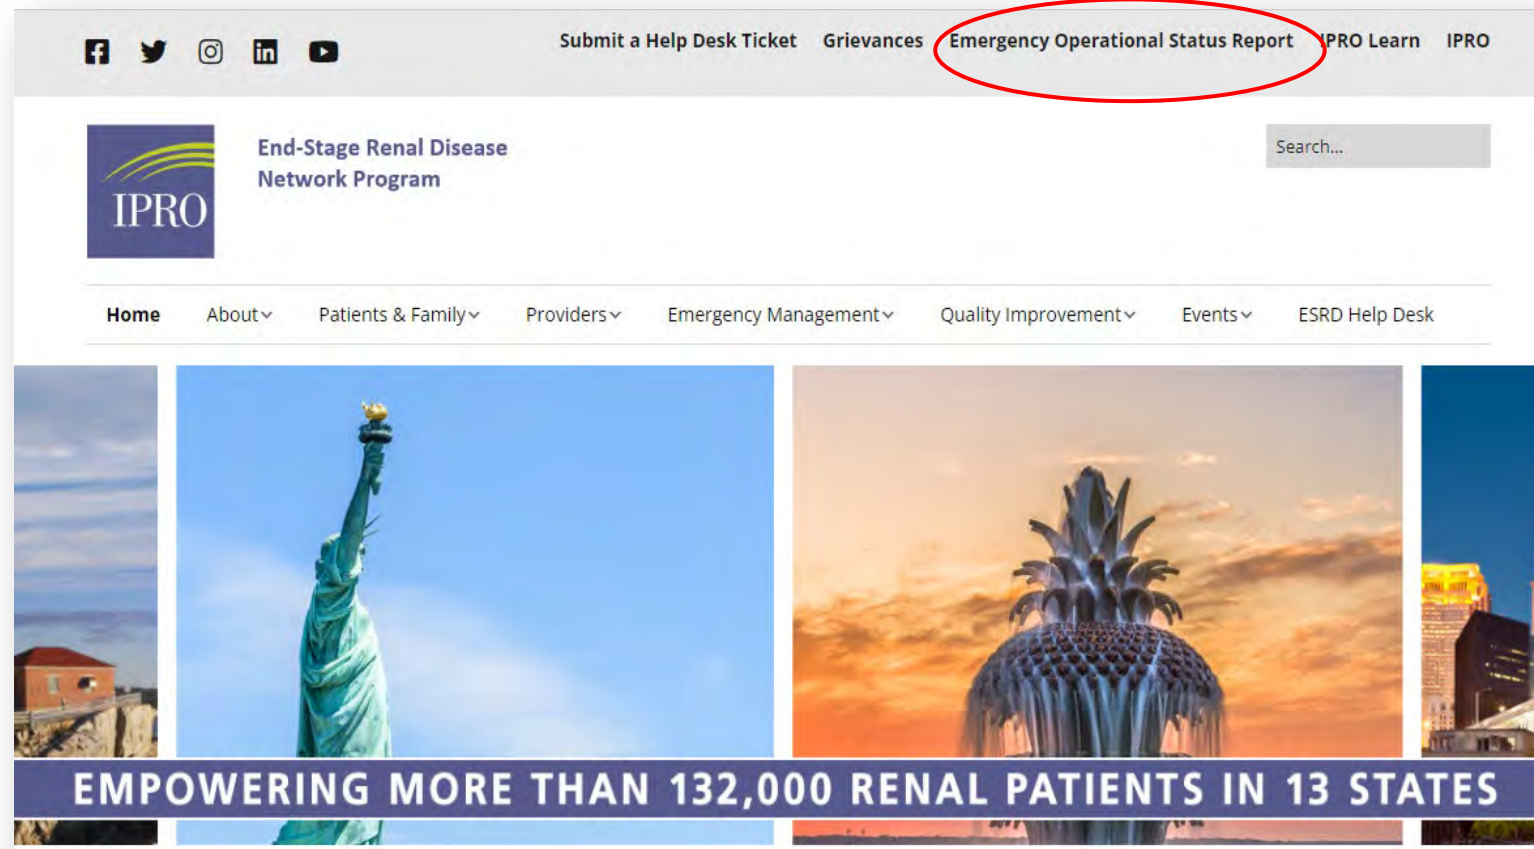 Submit a Help Desk Ticket Grievances Emergency Operational Status Report IPRO Learn IPRO
End-Stage Renal Disease
Network Program
Search...
IPRO
Home About Patients & Family Providers Emergency Management Quality Improvement Events ESRD Help Desk
EMPOWERING MORE THAN 132,000 RENAL PATIENTS IN 13 STATES